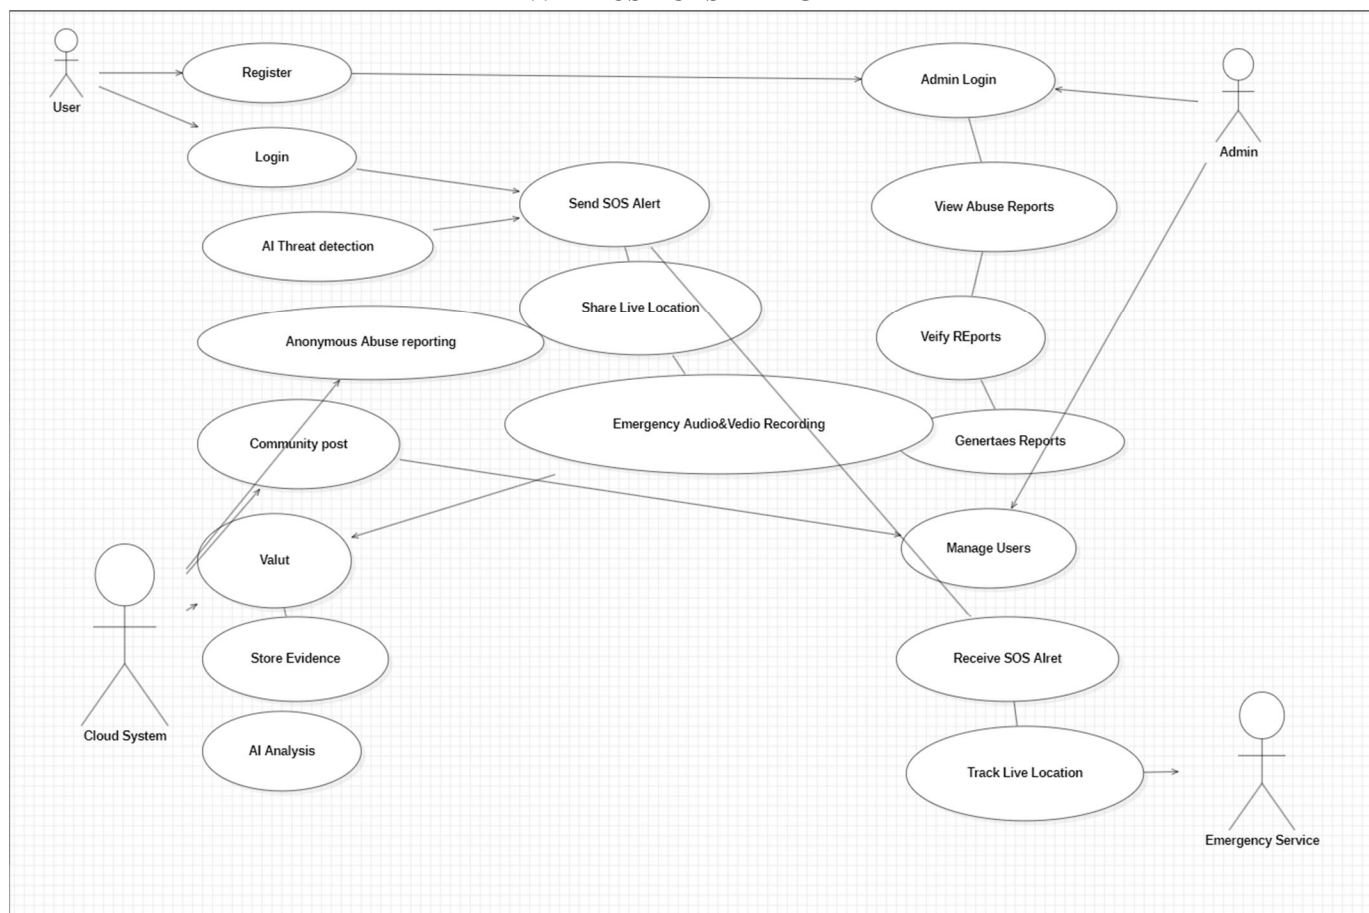 Register
Admin Login
User
Admin
Login
Send SOS Alert
View Abuse Reports
AI Threat detection
Share Live Location
Anonymous Abuse reporting
Veify REports
Emergency Audio&Vedio Recording
Community post
Genertaes Reports
Manage Users
Valut
Store Evidence
Receive SOS Alret
Cloud System
AI Analysis
Track Live Location
Emergency Service